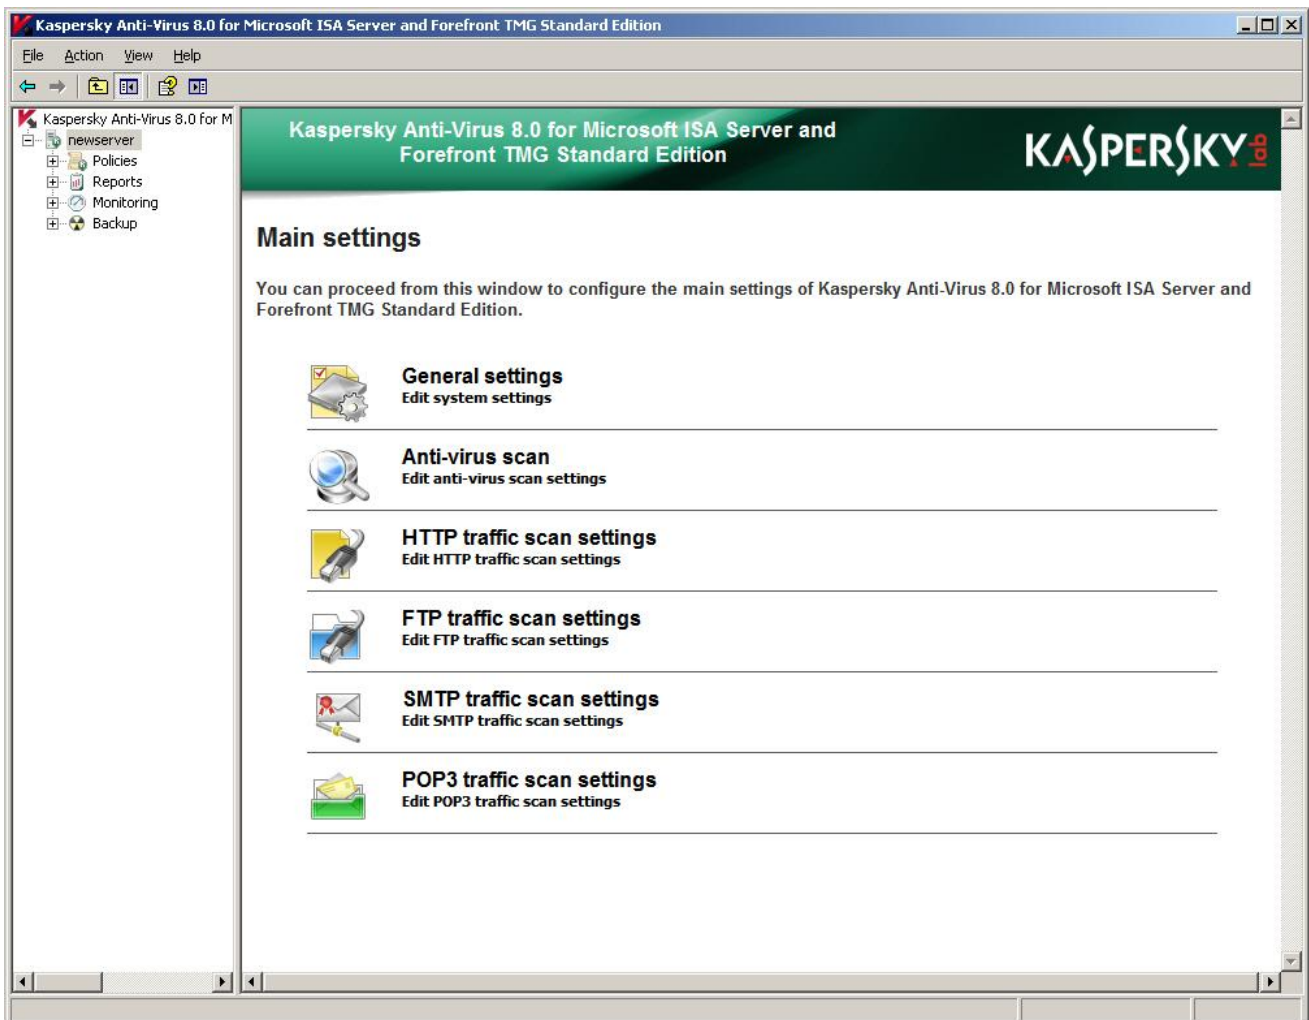 Kaspersky Anti-Virus 8.0 for Microsoft ISA Server and Forefront TMG Standard Edition
File Action View Help
Kaspersky Anti-Virus 8.0 for M
newserver
Policies
Reports
Monitoring
Backup
Kaspersky Anti-Virus 8.0 for Microsoft ISA Server and
Forefront TMG Standard Edition
KASPERSKY lab
Main settings
You can proceed from this window to configure the main settings of Kaspersky Anti-Virus 8.0 for Microsoft ISA Server and
Forefront TMG Standard Edition.
General settings
Edit system settings
Anti-virus scan
Edit anti-virus scan settings
HTTP traffic scan settings
Edit HTTP traffic scan settings
FTP traffic scan settings
Edit FTP traffic scan settings
SMTP traffic scan settings
Edit SMTP traffic scan settings
POP3 traffic scan settings
Edit POP3 traffic scan settings